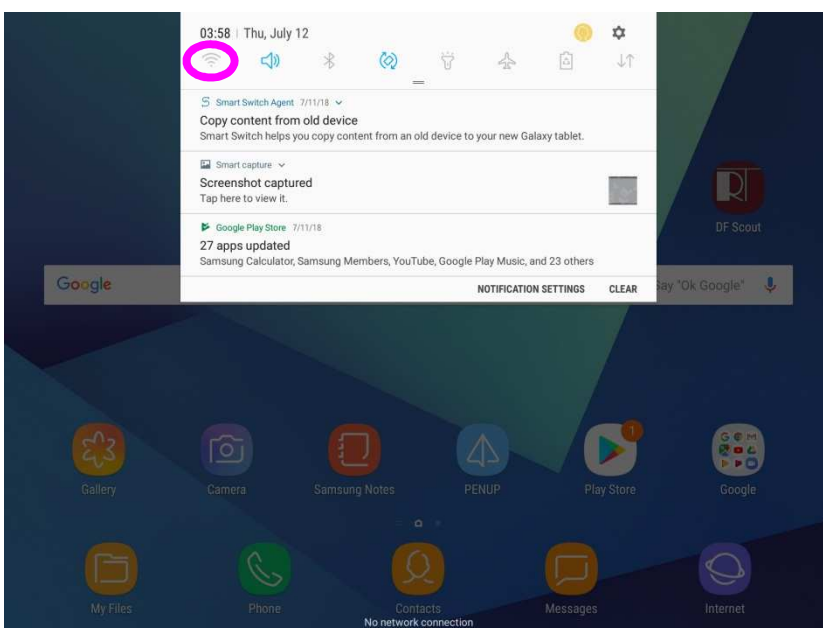 03:58 | Thu, July 12
Smart Switch Agent 7/11/18
Copy content from old device
Smart Switch helps you copy content from an old device to your new Galaxy tablet.
Smart capture
Screenshot captured
Tap here to view it.
Google Play Store 7/11/18
27 apps updated
Samsung Calculator, Samsung Members, YouTube, Google Play Music, and 23 others
NOTIFICATION SETTINGS CLEAR
DF Scout
Google Say "Ok Google"
1
Gallery Camera Samsung Notes PENUP Play Store Google
My Files Phone Contacts Messages Internet
No network connection